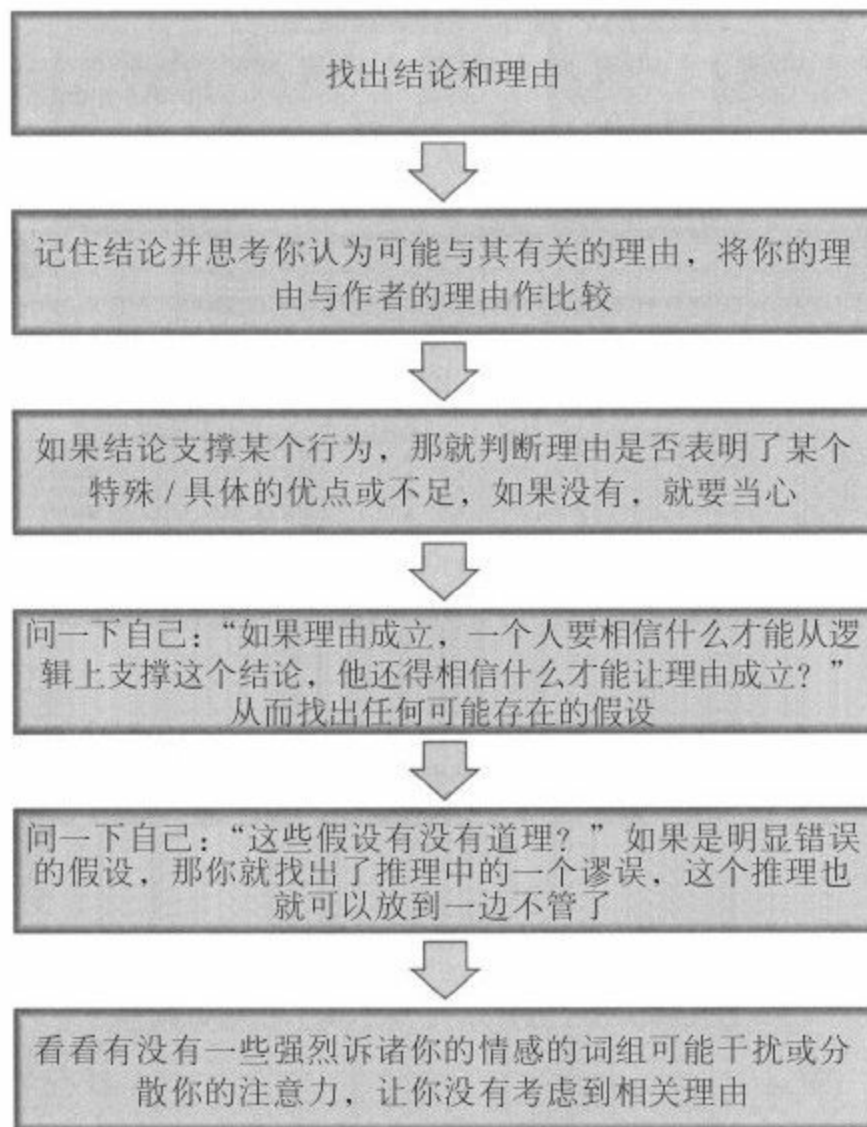 找出结论和理由
记住结论并思考你认为可能与其有关的理由，将你的理
由与作者的理由作比较
如果结论支撑某个行为，那就判断理由是否表明了某个
特殊/具体的优点或不足，如果没有，就要当心
问一下自己：“如果理由成立，一个人要相信什么才能从逻
辑上支撑这个结论，他还得相信什么才能让理由成立？”
从而找出任何可能存在的假设
问一下自己：“这些假设有没有道理？”如果是明显错误
的假设，那你就找出了推理中的一个谬误，这个推理也
就可以放到一边不管了
看看有没有一些强烈诉诸你的情感的词组可能干扰或分
散你的注意力，让你没有考虑到相关理由